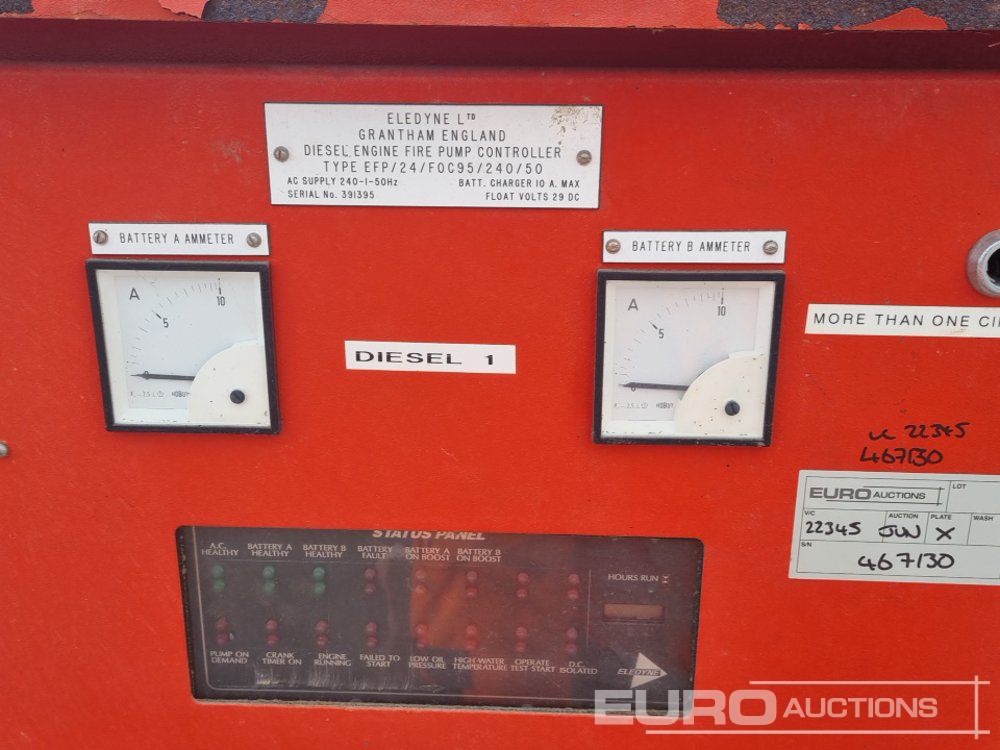 ELEDYNE LTD
GRANTHAM ENGLAND
DIESEL ENGINE FIRE PUMP CONTROLLER
TYPE EFP/24/FOC95/240/50
AC SUPPLY 240-1-50Hz BATT. CHARGER 10 A. MAX
SERIAL No. 391395 FLOAT VOLTS 29 DC
BATTERY A AMMETER
BATTERY B AMMETER
A
0
5
10
A
0
5
10
MORE THAN ONE
DIESEL 1
22345
467130
EURO AUCTIONS
LOT
V/C AUCTION PLATE WASH
22345 JUN X
S/N
467130
STATUS PANEL
A.C. HEALTHY
BATTERY A HEALTHY
BATTERY B HEALTHY
BATTERY FAULT
BATTERY A ON BOOST
BATTERY B ON BOOST
HOURS RUN
PUMP ON DEMAND
CRANK TIMER ON
ENGINE RUNNING
FAILED TO START
LOW OIL PRESSURE
HIGH WATER TEMPERATURE
OPERATE TEST START
D.C. ISOLATED
ELEDYNE
EURO AUCTIONS